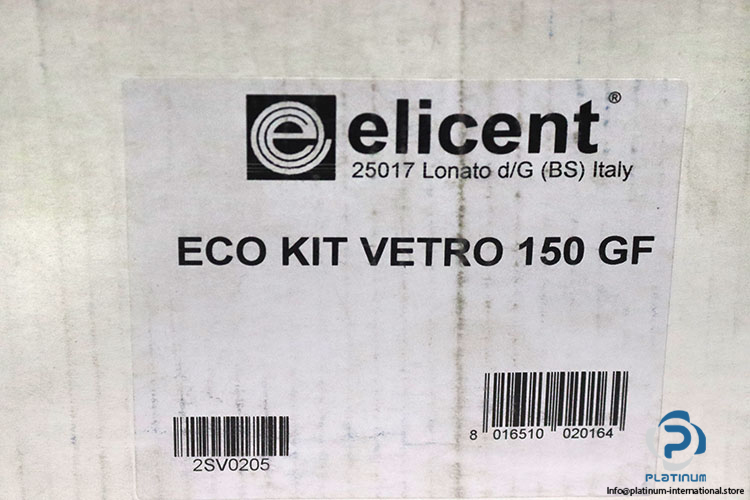 e elicent®
25017 Lonato d/G (BS) Italy
ECO KIT VETRO 150 GF
2SV0205
8 016510 020164
PLATINUM
Info@platinum-international.store